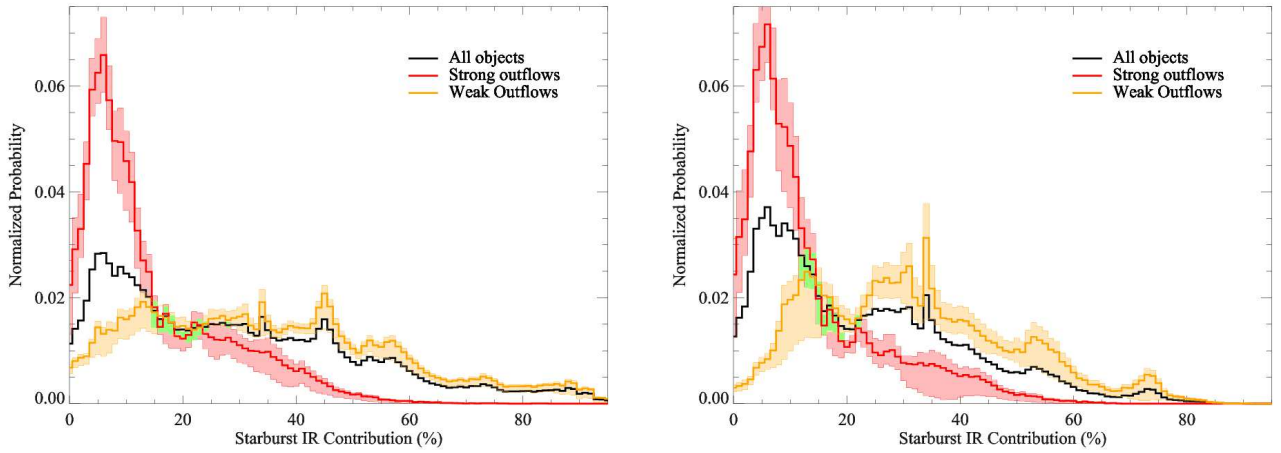 All objects
Strong outflows
Weak Outflows
Normalized Probability
0.06
0.04
0.02
0.00
0
20
40
60
80
Starburst IR Contribution (%)
All objects
Strong outflows
Weak Outflows
Normalized Probability
0.06
0.04
0.02
0.00
0
20
40
60
80
Starburst IR Contribution (%)